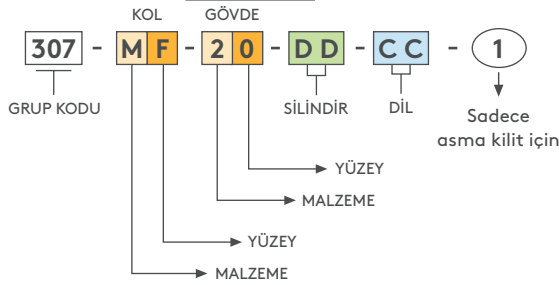 KOL GÖVDE
307 - M F - 2 0 - D D - C C - 1
GRUP KODU SİLİNDİR DİL Sadece
asma kilit için
YÜZEY
MALZEME
YÜZEY
MALZEME